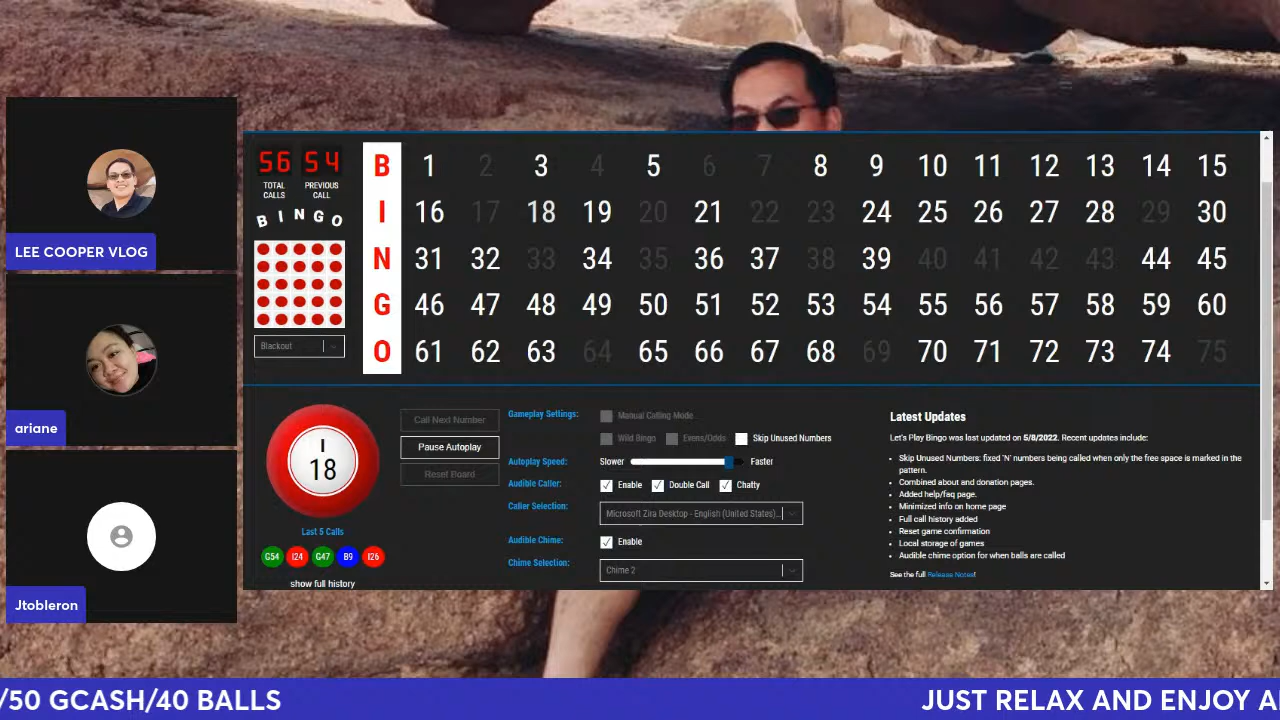 LEE COOPER VLOG
ariane
Jtobleron
56 54
TOTAL CALLS PREVIOUS CALL
B I N G O
Blackout
B 1 2 3 4 5 6 7 8 9 10 11 12 13 14 15
I 16 17 18 19 20 21 22 23 24 25 26 27 28 29 30
N 31 32 33 34 35 36 37 38 39 40 41 42 43 44 45
G 46 47 48 49 50 51 52 53 54 55 56 57 58 59 60
O 61 62 63 64 65 66 67 68 69 70 71 72 73 74 75
I
18
Last 5 Calls
G54 I24 G47 B9 I26
show full history
Call Next Number
Pause Autoplay
Reset Board
Gameplay Settings: Manual Calling Mode
Wild Bingo Evens/Odds Skip Unused Numbers
Autoplay Speed: Slower Faster
Audible Caller: Enable Double Call Chatty
Caller Selection: Microsoft Zira Desktop - English (United States)...
Audible Chime: Enable
Chime Selection: Chime 2
Latest Updates
Let's Play Bingo was last updated on 5/8/2022. Recent updates include:
• Skip Unused Numbers: fixed 'N' numbers being called when only the free space is marked in the
pattern.
• Combined about and donation pages.
• Added help/faq page.
• Minimized info on home page
• Full call history added
• Reset game confirmation
• Local storage of games
• Audible chime option for when balls are called
See the full Release Notes!
/50 GCASH/40 BALLS JUST RELAX AND ENJOY A